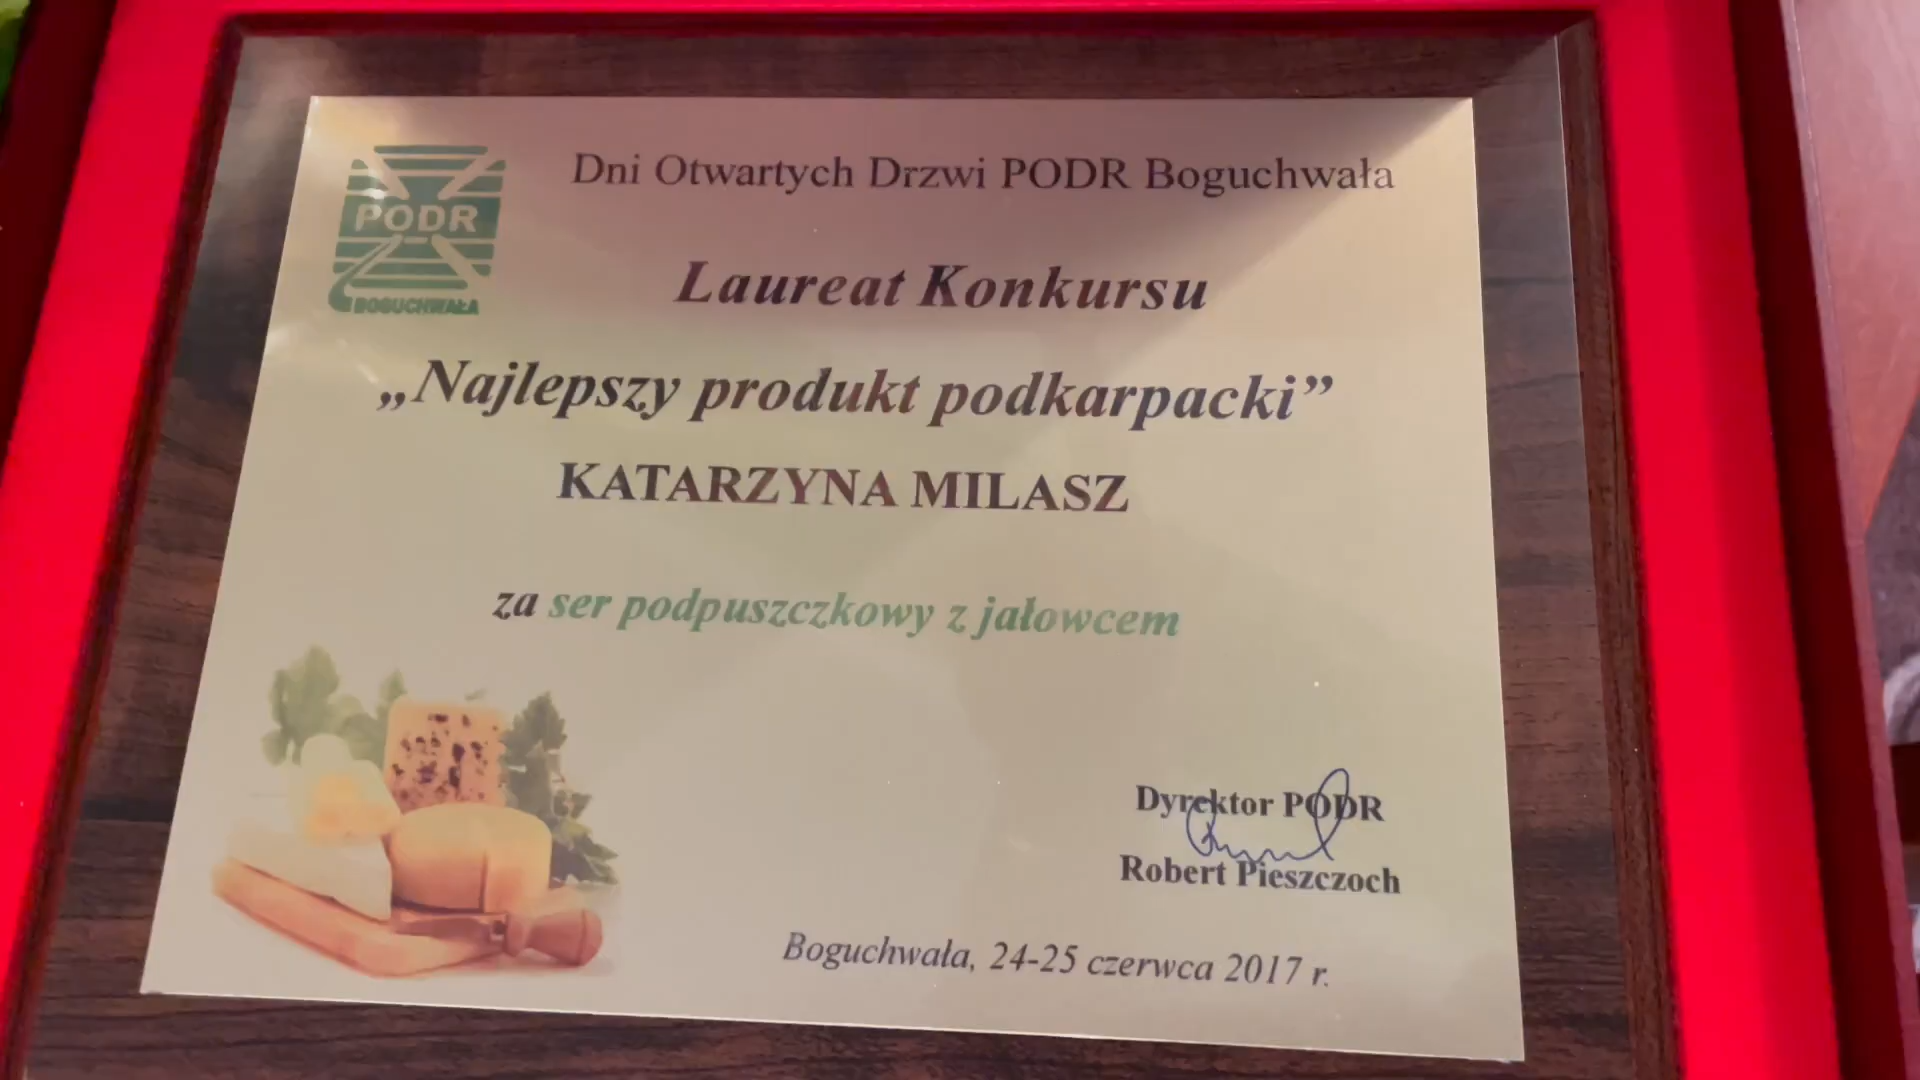 PODR
BOGUCHWAŁA
Dni Otwartych Drzwi PODR Boguchwała
Laureat Konkursu
„Najlepszy produkt podkarpacki”
KATARZYNA MILASZ
za ser podpuszczkowy z jałowcem
Dyrektor PODR
Robert Pieszczoch
Boguchwała, 24-25 czerwca 2017 r.